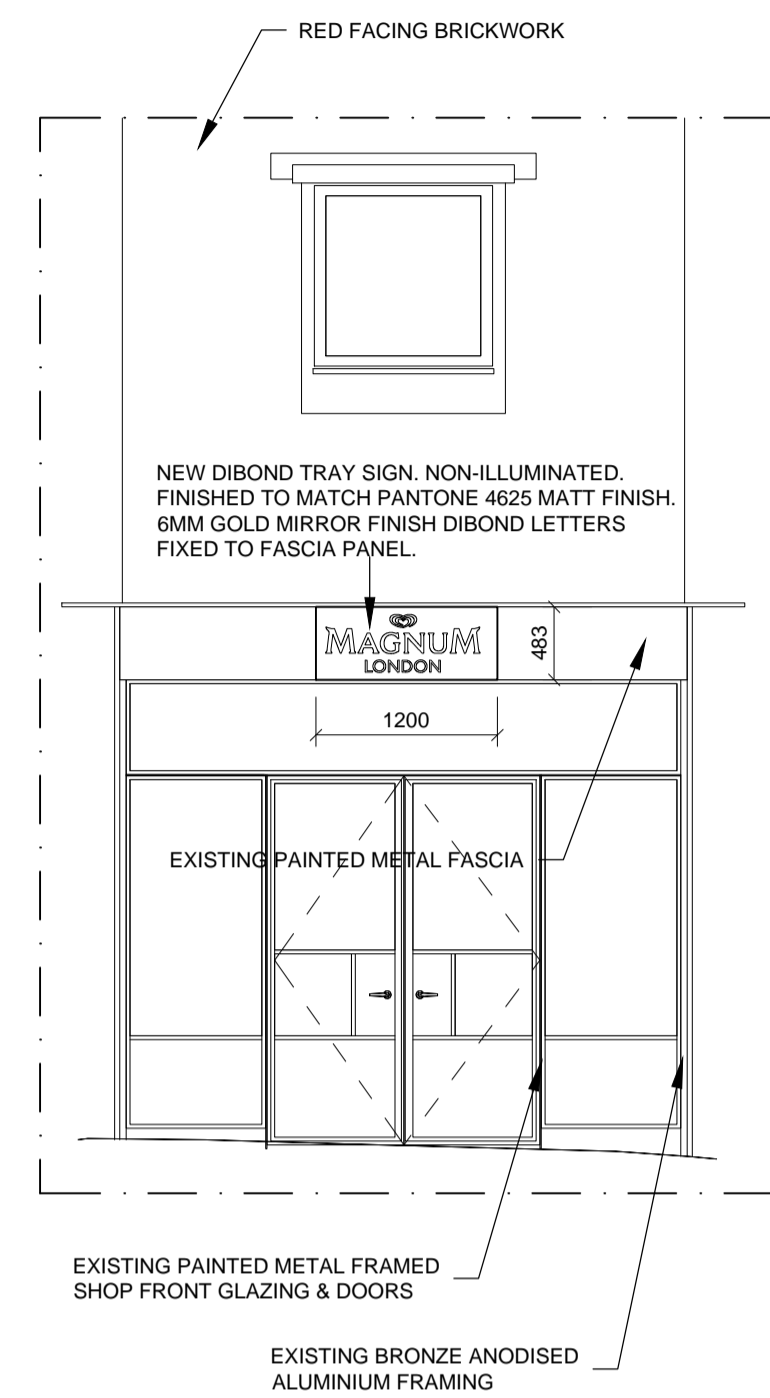 RED FACING BRICKWORK
NEW DIBOND TRAY SIGN. NON-ILLUMINATED.
FINISHED TO MATCH PANTONE 4625 MATT FINISH.
6MM GOLD MIRROR FINISH DIBOND LETTERS
FIXED TO FASCIA PANEL.
MAGNUM
LONDON
483
1200
EXISTING PAINTED METAL FASCIA
EXISTING PAINTED METAL FRAMED
SHOP FRONT GLAZING & DOORS
EXISTING BRONZE ANODISED
ALUMINIUM FRAMING